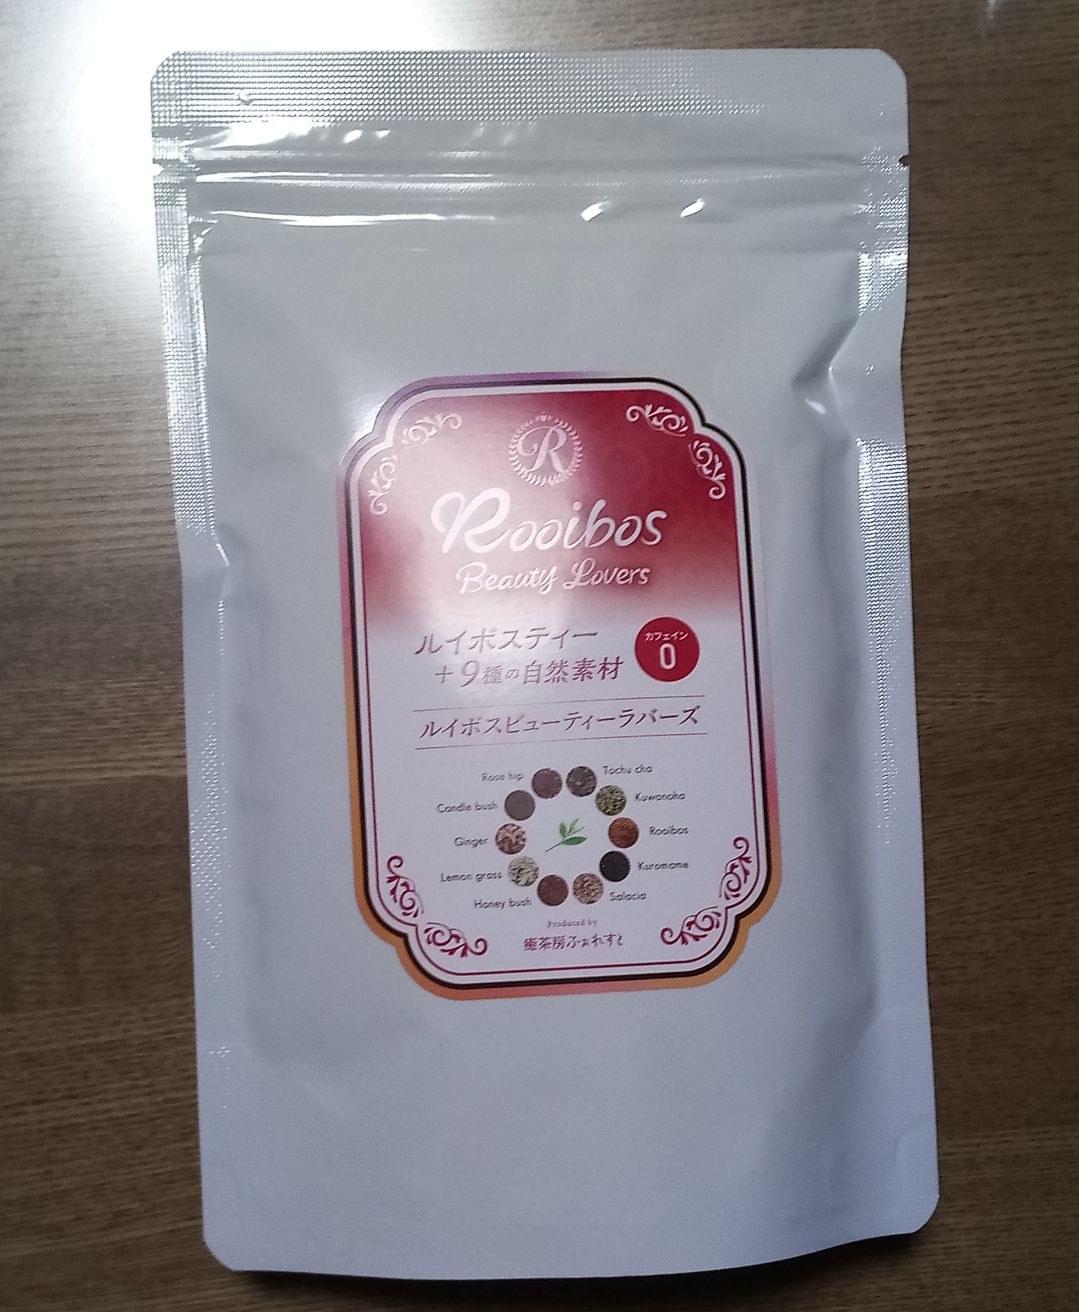 R
Rooibos
Beauty Lovers
ルイボスティー
+9種の自然素材
カフェイン
0
ルイボスビューティーラバーズ
Rose hip
Tochu cha
Candle bush
Kuwanoha
Ginger
Rooibos
Lemon grass
Kuromame
Honey bush
Salacia
Produced by
癒茶房ふぉれすと